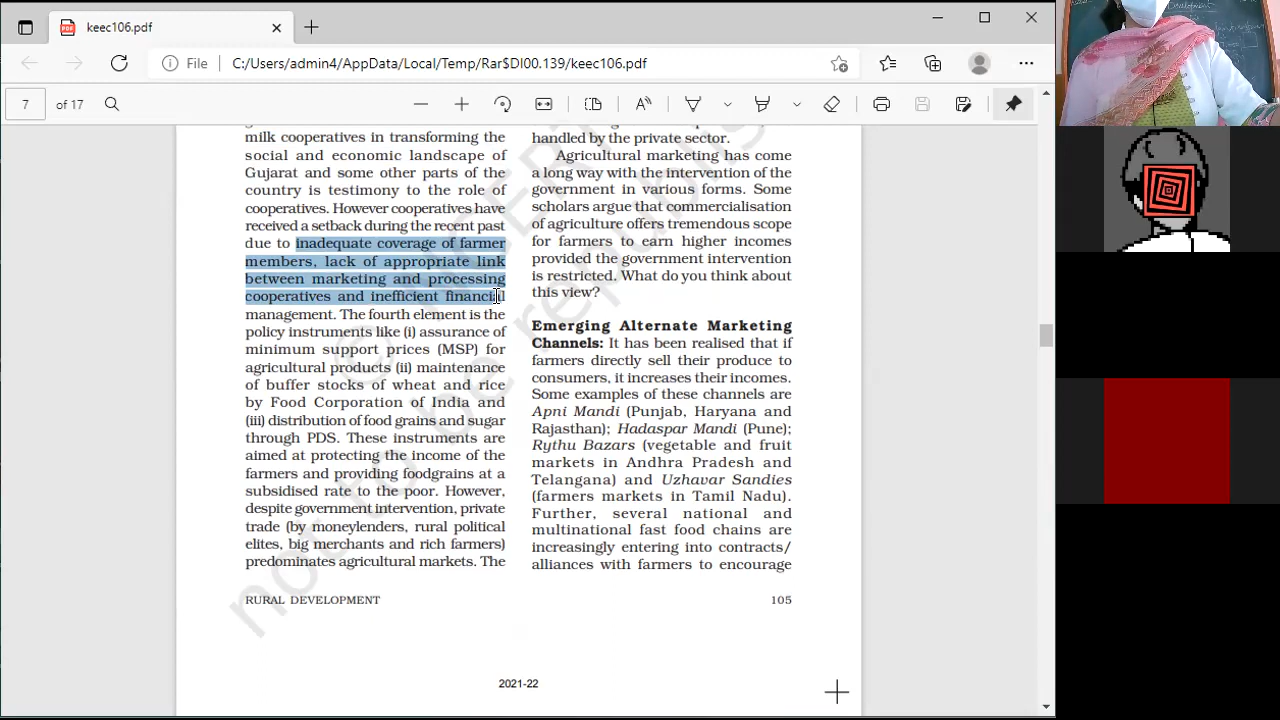 keec106.pdf
File
C:/Users/admin4/AppData/Local/Temp/Rar$DI00.139/keec106.pdf
7
of 17
milk cooperatives in transforming the
social and economic landscape of
Gujarat and some other parts of the
country is testimony to the role of
cooperatives. However cooperatives have
received a setback during the recent past
due to inadequate coverage of farmer
members, lack of appropriate link
between marketing and processing
cooperatives and inefficient financial
management. The fourth element is the
policy instruments like (i) assurance of
minimum support prices (MSP) for
agricultural products (ii) maintenance
of buffer stocks of wheat and rice
by Food Corporation of India and
(iii) distribution of food grains and sugar
through PDS. These instruments are
aimed at protecting the income of the
farmers and providing foodgrains at a
subsidised rate to the poor. However,
despite government intervention, private
trade (by moneylenders, rural political
elites, big merchants and rich farmers)
predominates agricultural markets. The
handled by the private sector.
Agricultural marketing has come
a long way with the intervention of the
government in various forms. Some
scholars argue that commercialisation
of agriculture offers tremendous scope
for farmers to earn higher incomes
provided the government intervention
is restricted. What do you think about
this view?
Emerging Alternate Marketing
Channels: It has been realised that if
farmers directly sell their produce to
consumers, it increases their incomes.
Some examples of these channels are
Apni Mandi (Punjab, Haryana and
Rajasthan); Hadaspar Mandi (Pune);
Rythu Bazars (vegetable and fruit
markets in Andhra Pradesh and
Telangana) and Uzhavar Sandies
(farmers markets in Tamil Nadu).
Further, several national and
multinational fast food chains are
increasingly entering into contracts/
alliances with farmers to encourage
RURAL DEVELOPMENT
105
2021-22
not to be republis